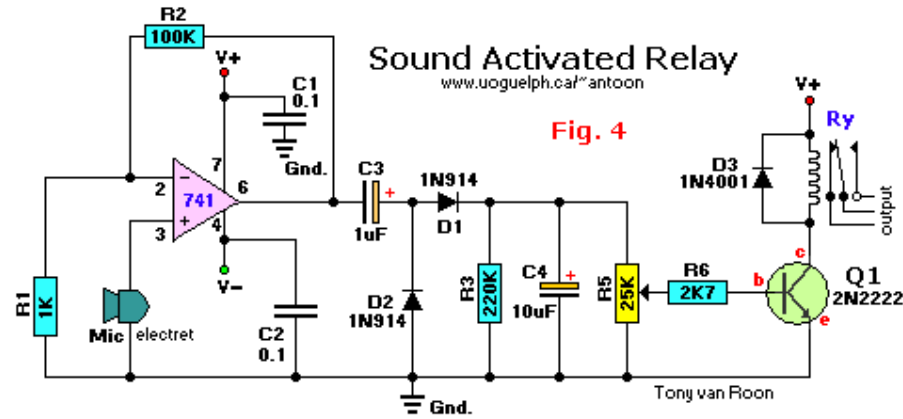 R2
100K
V+
C1
0.1
Gnd.
Sound Activated Relay
www.uoguelph.ca/~antoon
Fig. 4
V+
Ry
D3
1N4001
output
7
2
−
741
6
+
3
4
V-
C3
+
1uF
1N914
D1
R1
1K
Mic electret
C2
0.1
D2
1N914
R3
220K
C4
+
10uF
R5
25K
R6
2K7
b
c
e
Q1
2N2222
Gnd.
Tony van Roon